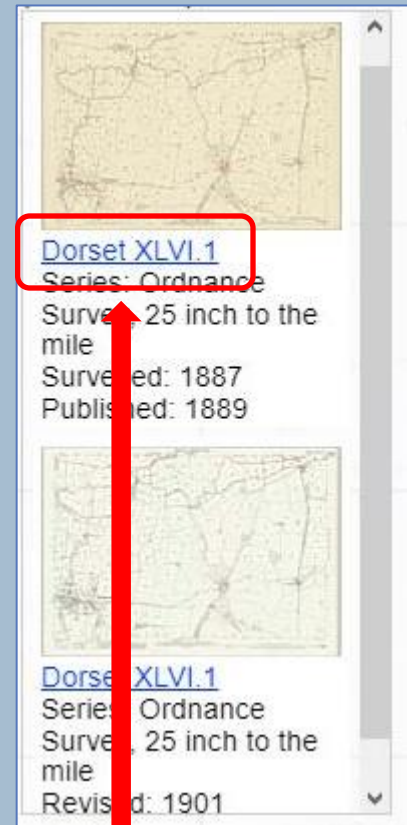 Dorset XLVI.1
Series: Ordnance
Survey, 25 inch to the
mile
Surveyed: 1887
Published: 1889
Dorset XLVI.1
Series: Ordnance
Survey, 25 inch to the
mile
Revised: 1901